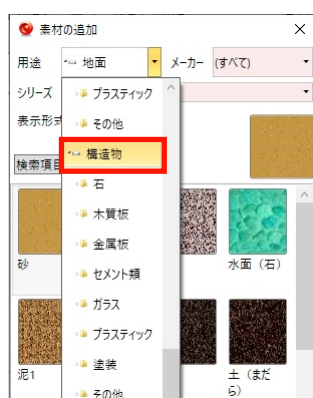 素材の追加
用途 地面 メーカー (すべて)
シリーズ
プラスティック
表示形式
その他
構造物
検索項目
石
木質板
金属板
砂
セメント類
水面（石）
ガラス
プラスティック
塗装
泥1
土（まだ
ら）
その他